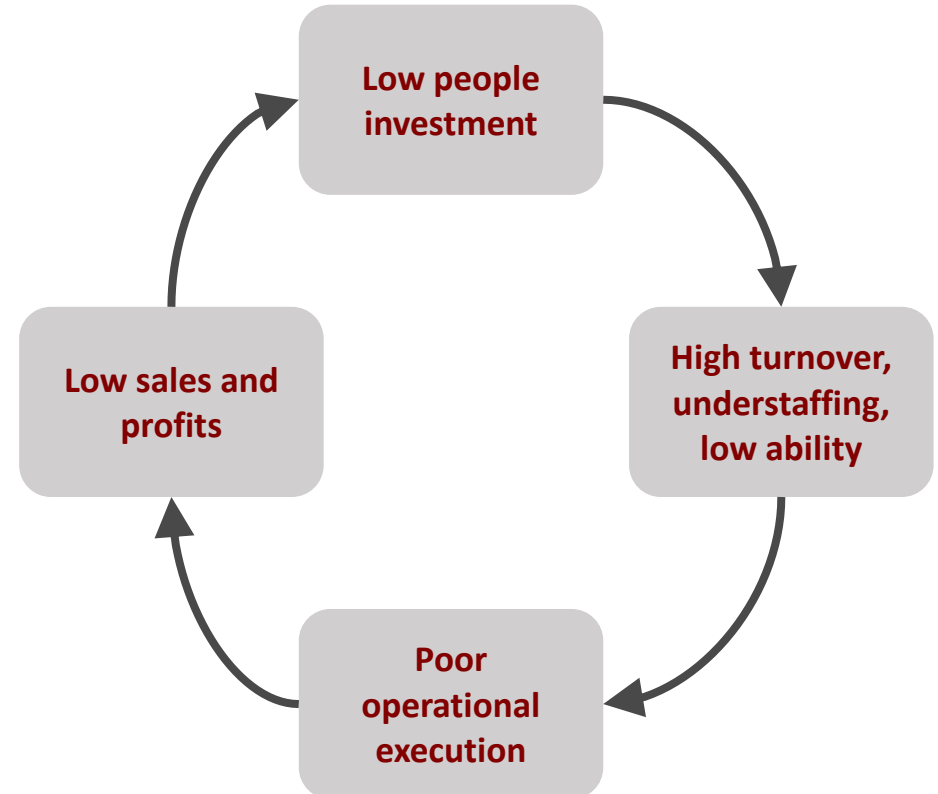 Low people
investment
High turnover,
understaffing,
low ability
Poor
operational
execution
Low sales and
profits